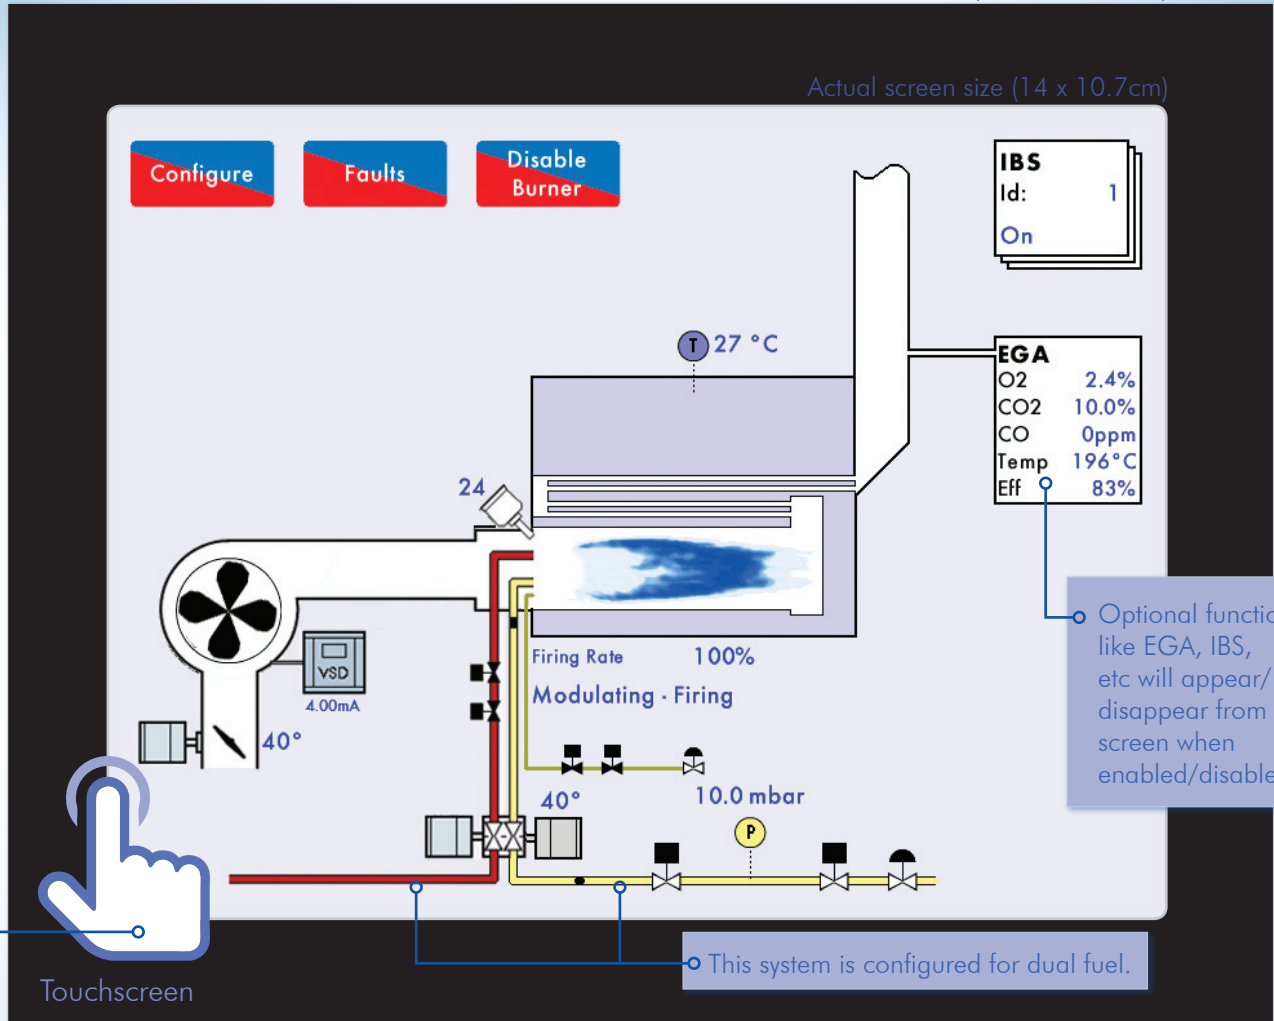 Actual screen size (14 x 10.7cm)
Configure
Faults
Disable
Burner
IBS
Id: 1
On
T 27 °C
EGA
O2 2.4%
CO2 10.0%
CO 0ppm
Temp 196°C
Eff 83%
24
VSD
4.00mA
40°
Firing Rate 100%
Modulating - Firing
Optional functio
like EGA, IBS,
etc will appear/
disappear from
screen when
enabled/disable
40°
10.0 mbar
P
This system is configured for dual fuel.
Touchscreen